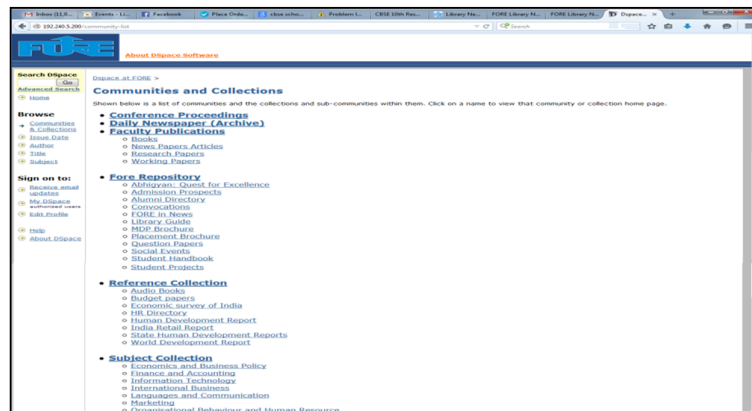 Inbox (11,0...
Events - Li...
Facebook
Place Orde...
cbse scho...
Problem l...
CBSE 10th Res...
Library Ne...
FORE Library N...
FORE Library N...
Dspace...
192.240.5.200/community-list
Search
FORE
About DSpace Software
Search DSpace
Go
Advanced Search
Home
Browse
Communities
& Collections
Issue Date
Author
Title
Subject
Sign on to:
Receive email
updates
My DSpace
authorized users
Edit Profile
Help
About DSpace
Dspace at FORE >
Communities and Collections
Shown below is a list of communities and the collections and sub-communities within them. Click on a name to view that community or collection home page.
Conference Proceedings
Daily Newspaper (Archive)
Faculty Publications
Books
News Papers Articles
Research Papers
Working Papers
Fore Repository
Abhigyan: Quest for Excellence
Admission Prospects
Alumni Directory
Convocations
FORE in News
Library Guide
MDP Brochure
Placement Brochure
Question Papers
Social Events
Student Handbook
Student Projects
Reference Collection
Audio Books
Budget papers
Economic survey of India
HR Directory
Human Development Report
India Retail Report
State Human Development Reports
World Development Report
Subject Collection
Economics and Business Policy
Finance and Accounting
Information Technology
International Business
Languages and Communication
Marketing
Organisational Behaviour and Human Resource